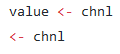 value <- chnl
<- chnl